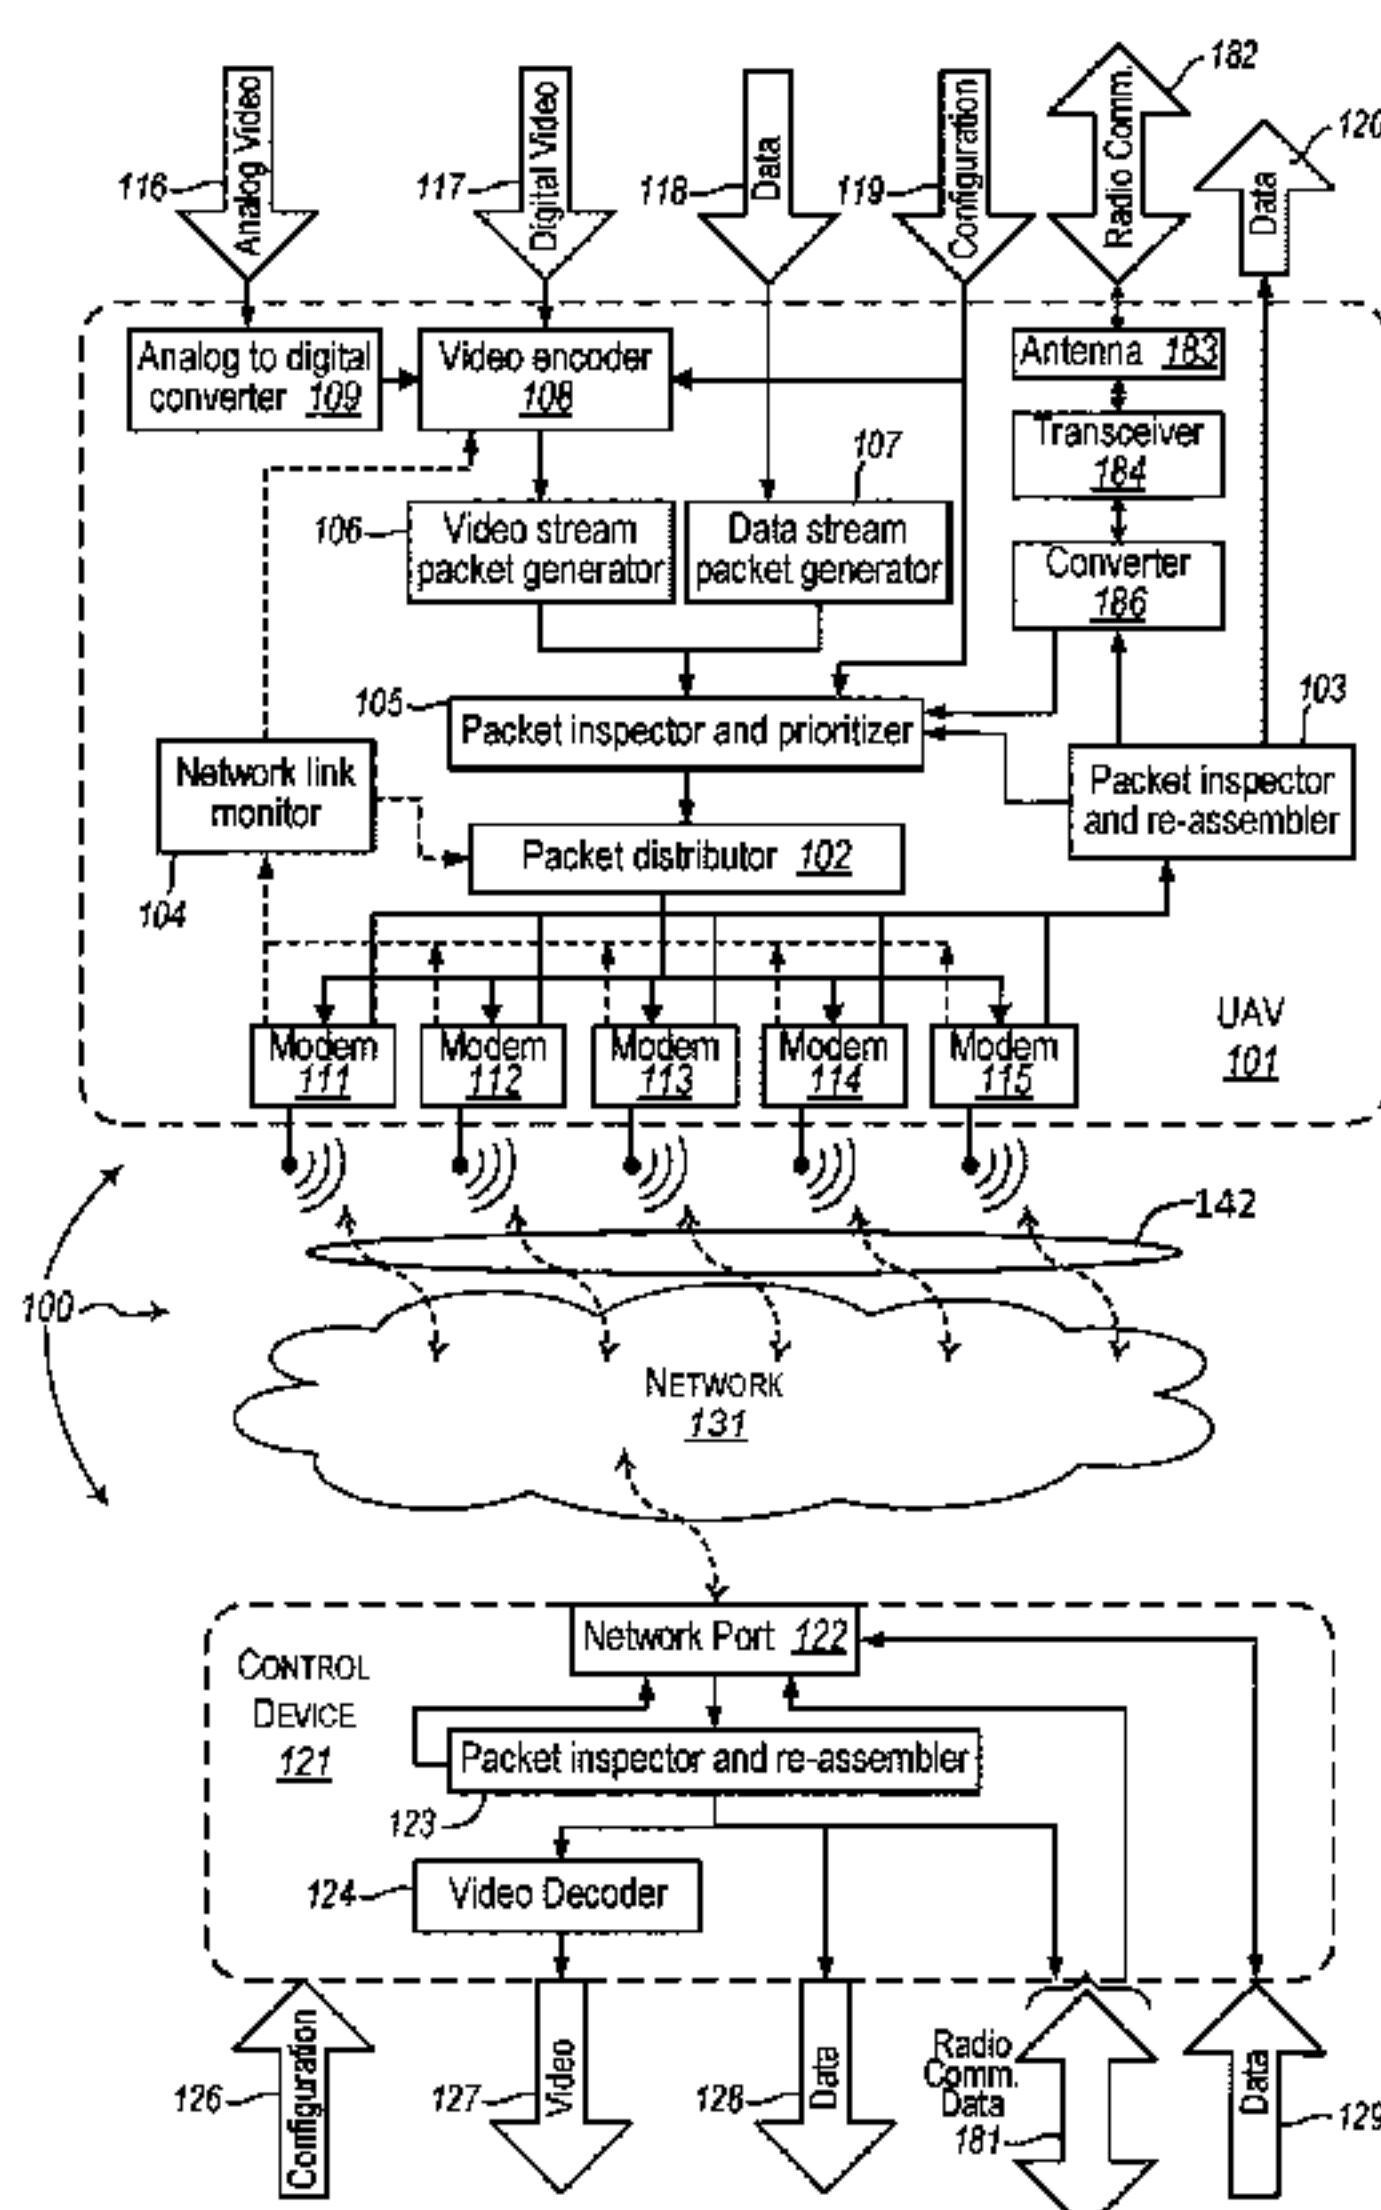 182
120
116
Analog Video
117
Digital Video
118
Data
119
Configuration
Radio Comm.
Data
Analog to digital
converter 109
Video encoder
108
Antenna 183
Transceiver
184
107
106
Video stream
packet generator
Data stream
packet generator
Converter
186
105
Packet inspector and prioritizer
103
Network link
monitor
Packet inspector
and re-assembler
Packet distributor 102
104
Modem
111
Modem
112
Modem
113
Modem
114
Modem
115
UAV
101
142
100
NETWORK
131
Network Port 122
CONTROL
DEVICE
121
Packet inspector and re-assembler
123
124
Video Decoder
126
Configuration
127
Video
128
Data
Radio
Comm.
Data
181
Data
129